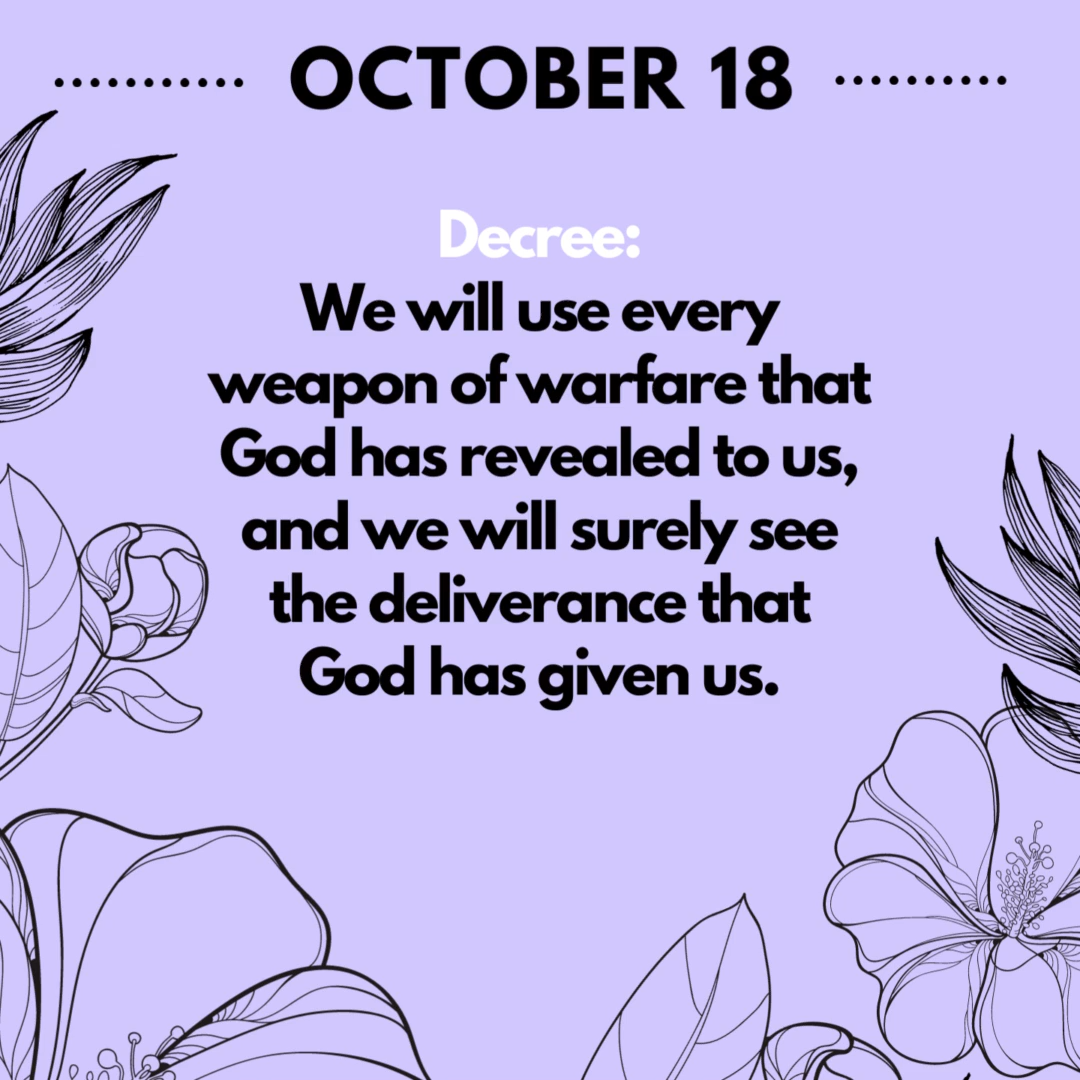 OCTOBER 18
Decree:
We will use every
weapon of warfare that
God has revealed to us,
and we will surely see
the deliverance that
God has given us.